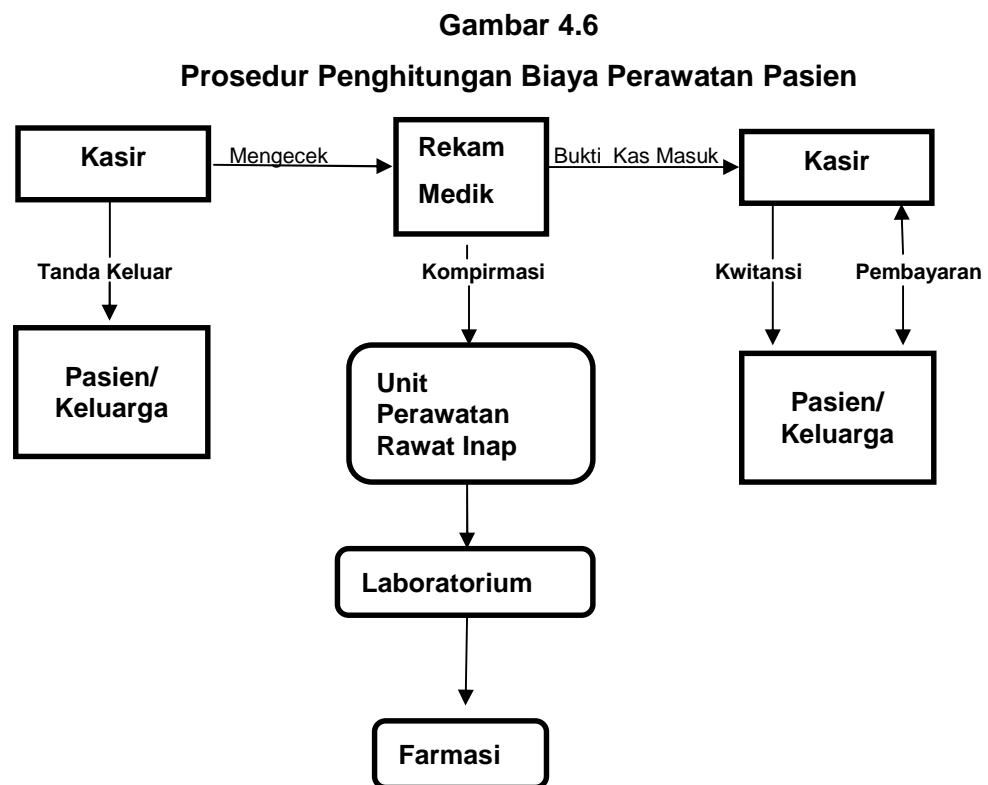 Gambar 4.6
Prosedur Penghitungan Biaya Perawatan Pasien
Kasir
Mengecek
Rekam
Medik
Bukti Kas Masuk
Kasir
Tanda Keluar
Kompirmasi
Kwitansi
Pembayaran
Pasien/
Keluarga
Unit
Perawatan
Rawat Inap
Pasien/
Keluarga
Laboratorium
Farmasi